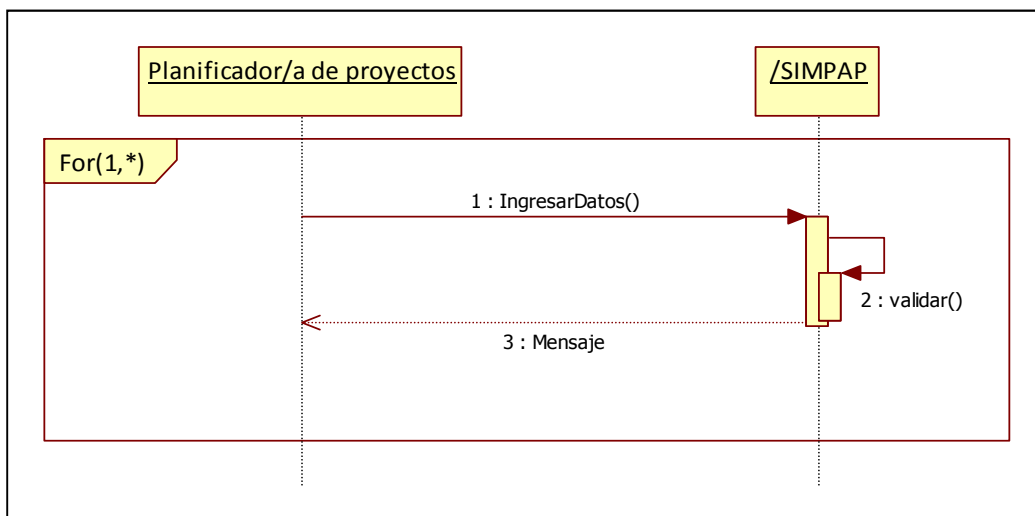 Planificador/a de proyectos
/SIMPAP
For(1,*)
1 : IngresarDatos()
2 : validar()
3 : Mensaje